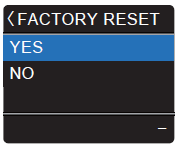 〈FACTORY RESET
YES
NO
–